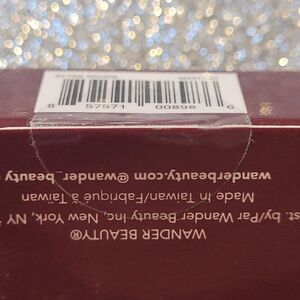 8 57571 00898 6
WANDER BEAUTY®
st. by/Par Wander Beauty Inc, New York, NY
Made in Taiwan/Fabriqué à Taïwan
wanderbeauty.com @wander_beauty